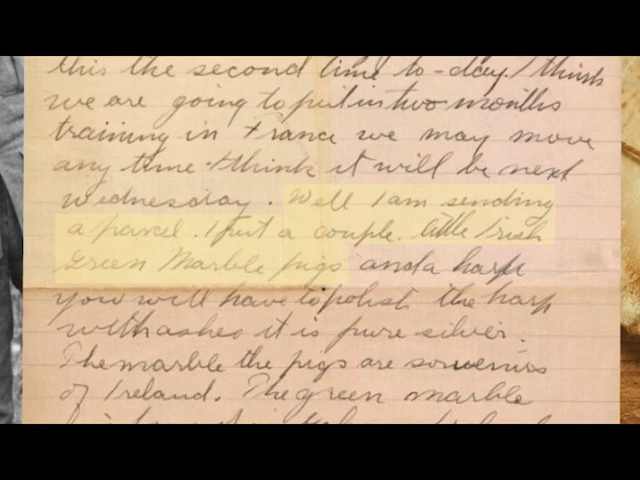 this the second time to-day. I think
we are going to put in two months
training in France we may move
any time I think it will be next
wednesday. Well I am sending
a parcel. I put a couple little Irish
green Marble pigs and a harp
you will have to polish the harp
with ashes it is pure silver.
The marble the pigs are souvenirs
of Ireland. The green marble